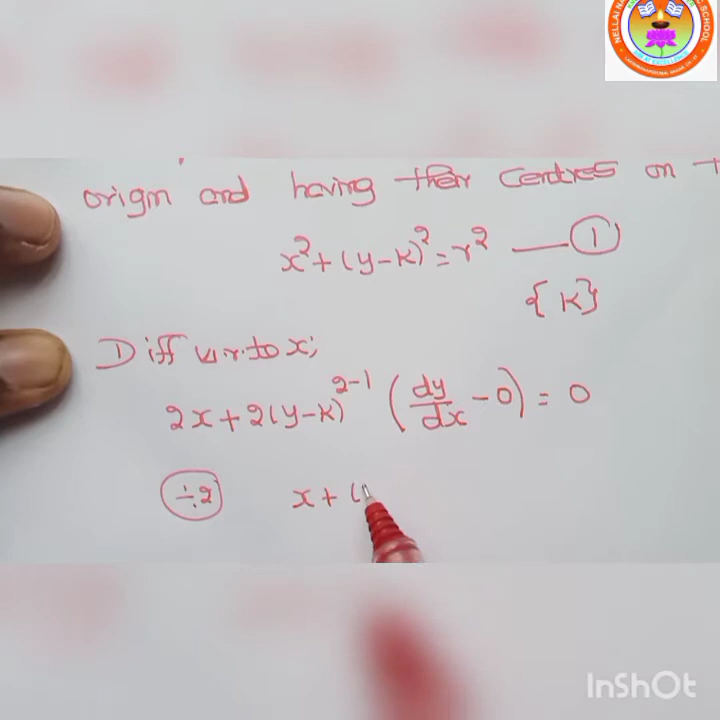 SCHOOL
origin and having their centres on
x² + (y-k)² = r² — ①
{k}
Diff w.r.to x;
2x + 2(y-k)²⁻¹ (dy/dx - 0) = 0
÷2 x + (
InShOt